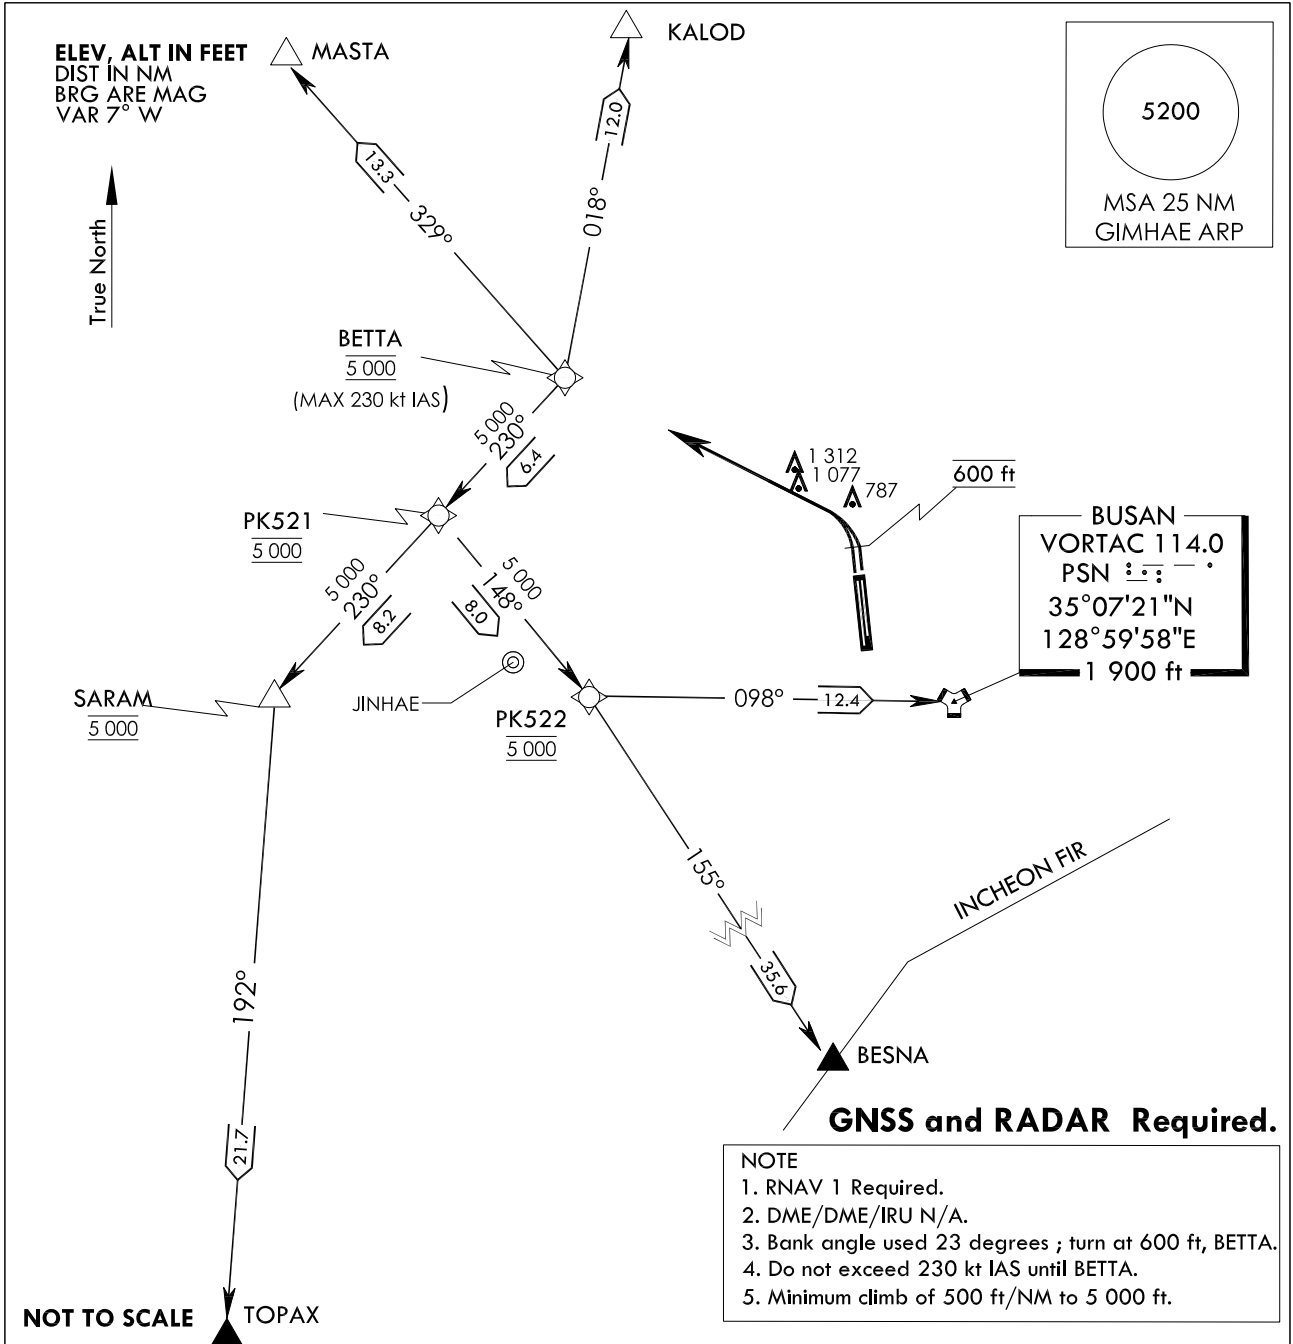 ELEV, ALT IN FEET
DIST IN NM
BRG ARE MAG
VAR 7° W
True North
MASTA
KALOD
5200
MSA 25 NM
GIMHAE ARP
13.3
329°
12.0
018°
BETTA
5 000
(MAX 230 kt IAS)
5 000
230°
6.4
1 312
1 077
787
600 ft
PK521
5 000
5 000
230°
8.2
5 000
148°
8.0
BUSAN
VORTAC 114.0
PSN
35°07'21"N
128°59'58"E
1 900 ft
SARAM
5 000
JINHAE
PK522
5 000
098°
12.4
155°
35.6
INCHEON FIR
BESNA
192°
21.7
GNSS and RADAR Required.
NOTE
1. RNAV 1 Required.
2. DME/DME/IRU N/A.
3. Bank angle used 23 degrees ; turn at 600 ft, BETTA.
4. Do not exceed 230 kt IAS until BETTA.
5. Minimum climb of 500 ft/NM to 5 000 ft.
NOT TO SCALE
TOPAX